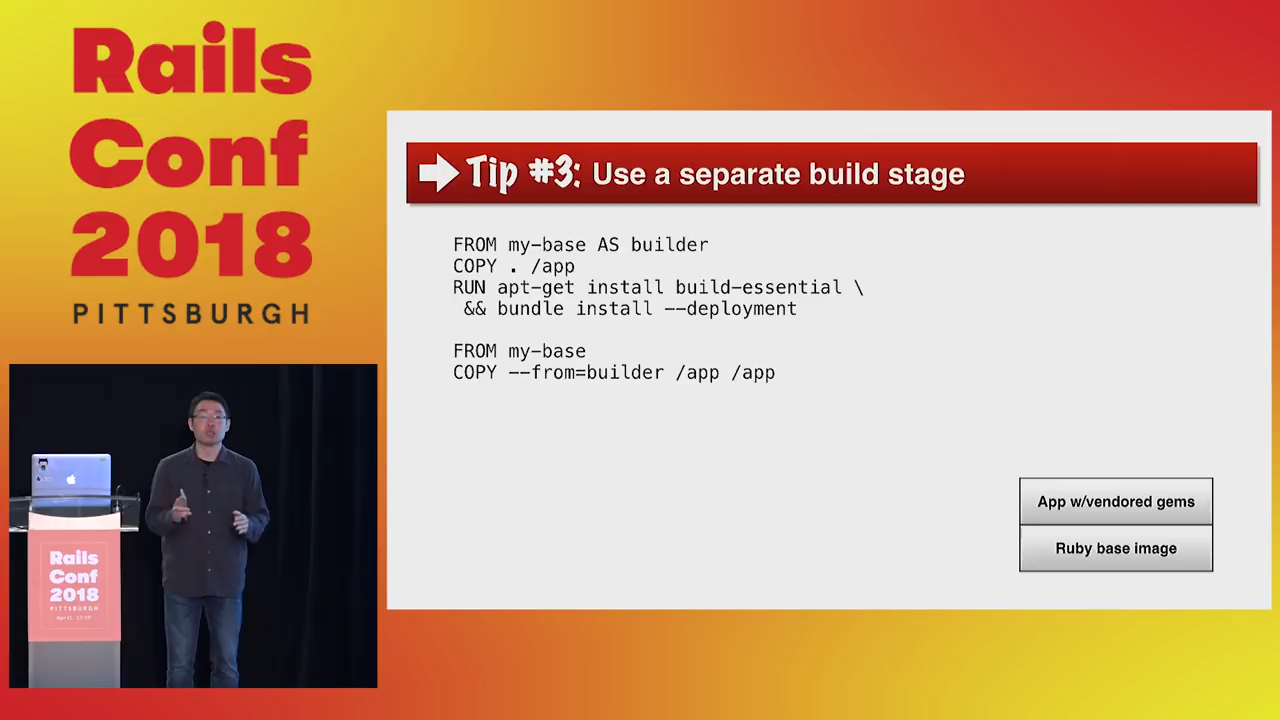 Rails
Conf
2018
PITTSBURGH
Tip #3: Use a separate build stage
FROM my-base AS builder
COPY . /app
RUN apt-get install build-essential \
&& bundle install --deployment
FROM my-base
COPY --from=builder /app /app
App w/vendored gems
Ruby base image
Rails
Conf
2018
PITTSBURGH